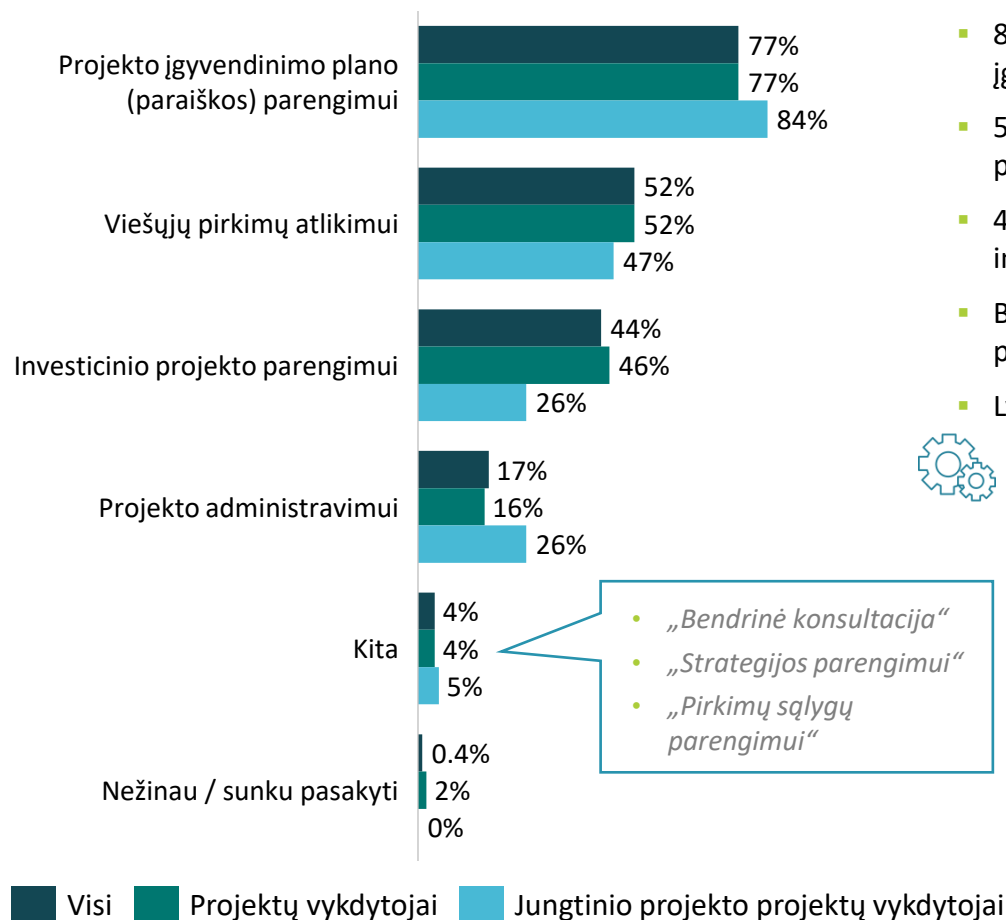 Projekto įgyvendinimo plano
(paraiškos) parengimui
77%
77%
84%
Viešųjų pirkimų atlikimui
52%
52%
47%
Investicinio projekto parengimui
44%
46%
26%
Projekto administravimui
17%
16%
26%
Kita
4%
4%
5%
• „Bendrinė konsultacija“
• „Strategijos parengimui“
• „Pirkimų sąlygų
parengimui“
Nežinau / sunku pasakyti
0.4%
2%
0%
Visi
Projektų vykdytojai
Jungtinio projekto projektų vykdytojai